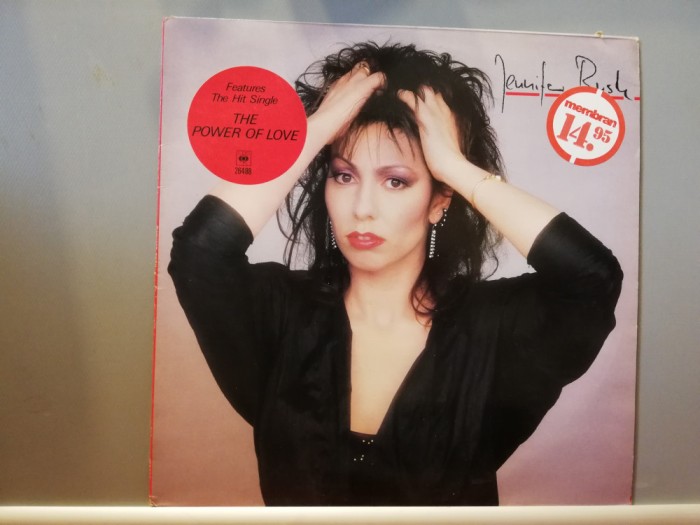 Features
The Hit Single
THE
POWER OF LOVE
CBS
Jennifer Rush
membran
14.95